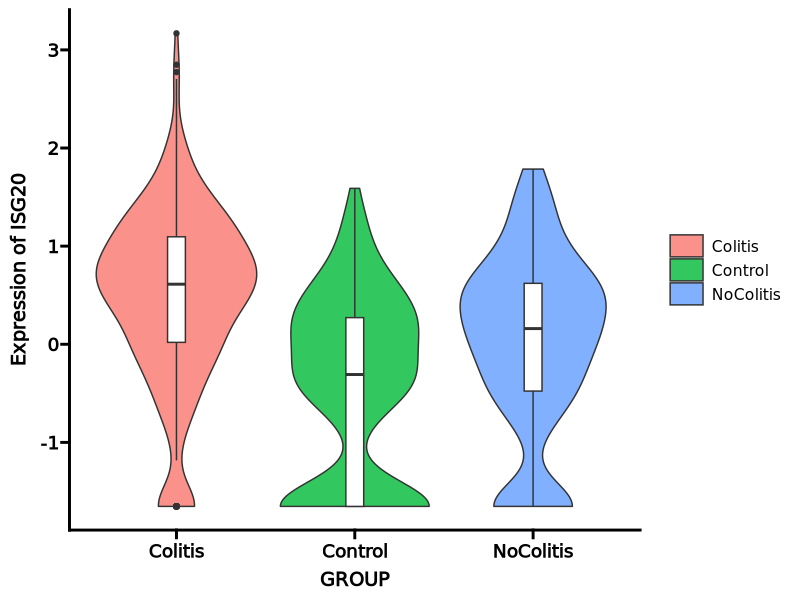 Expression of ISG20
3
2
1
0
-1
Colitis
Control
NoColitis
GROUP
Colitis
Control
NoColitis